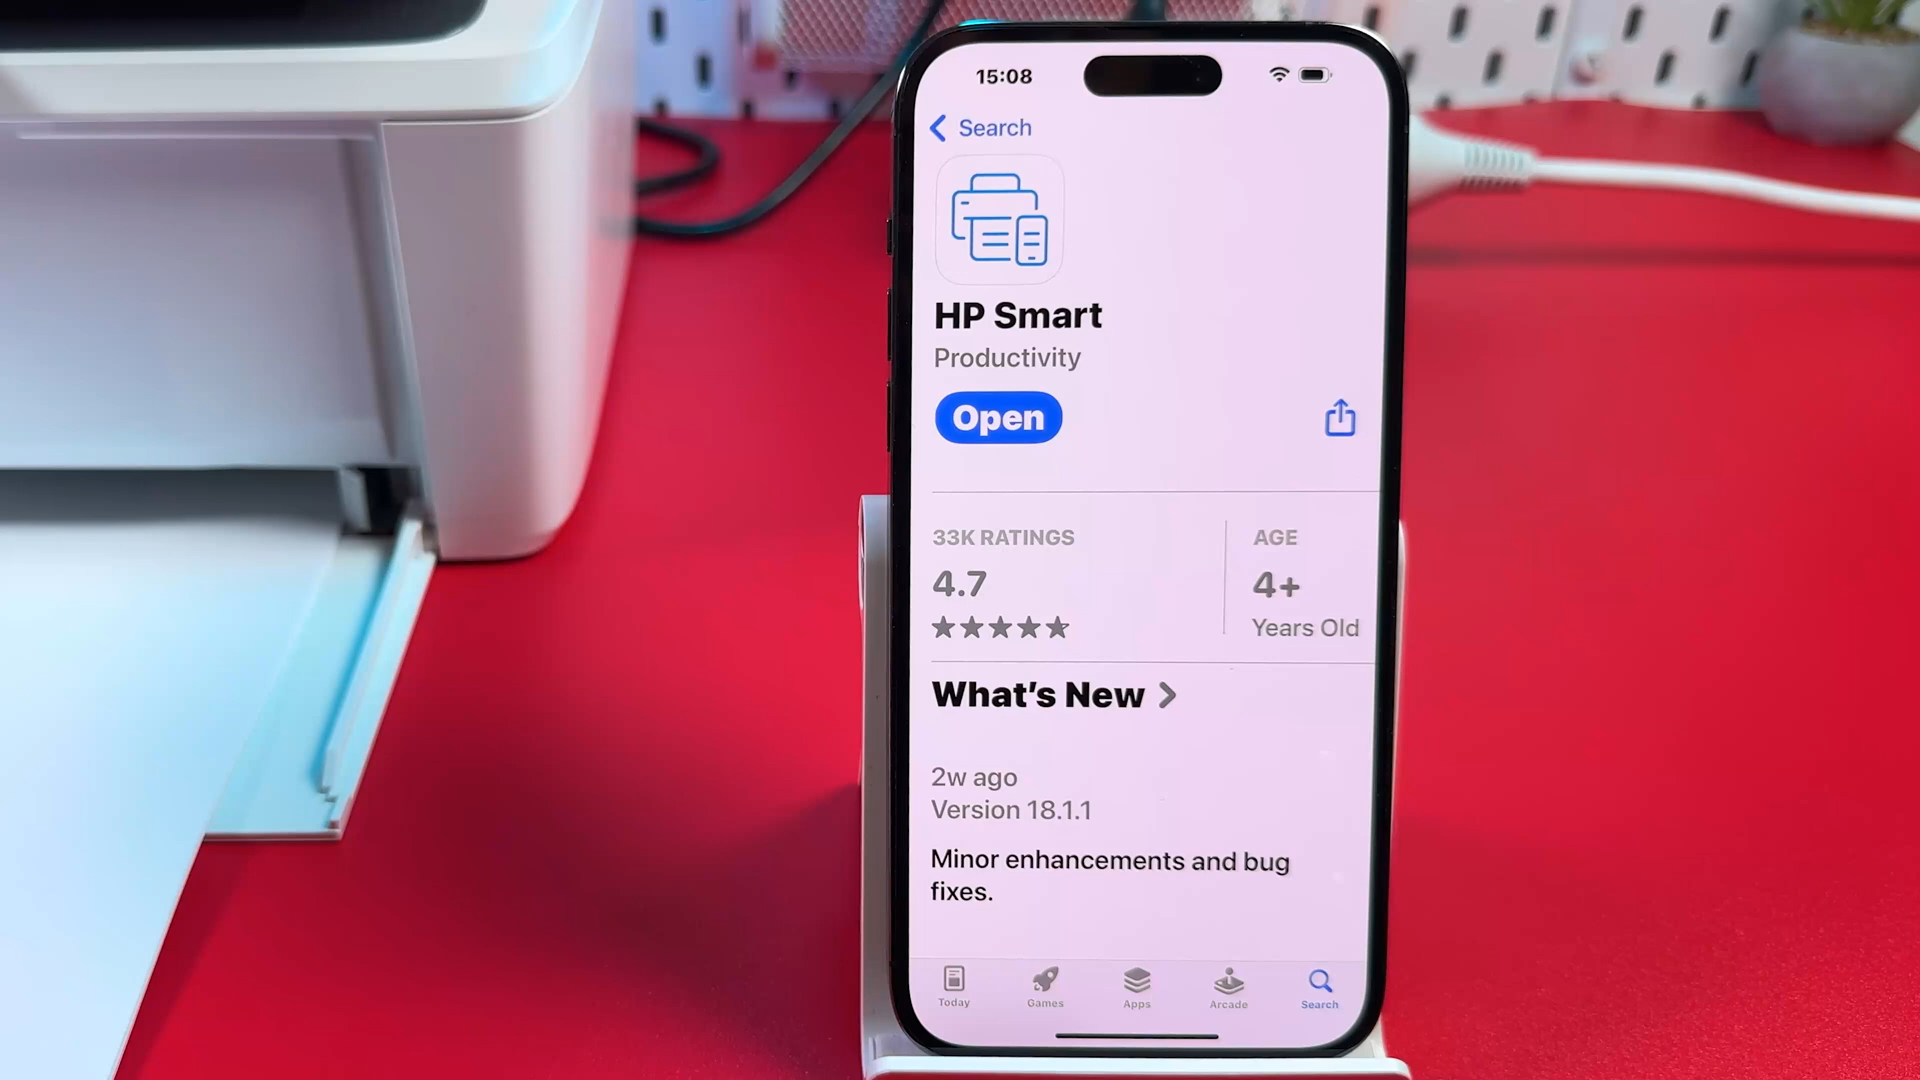 15:08
Search
HP Smart
Productivity
Open
33K RATINGS
4.7
AGE
4+
Years Old
What's New
2w ago
Version 18.1.1
Minor enhancements and bug
fixes.
Today
Games
Apps
Arcade
Search